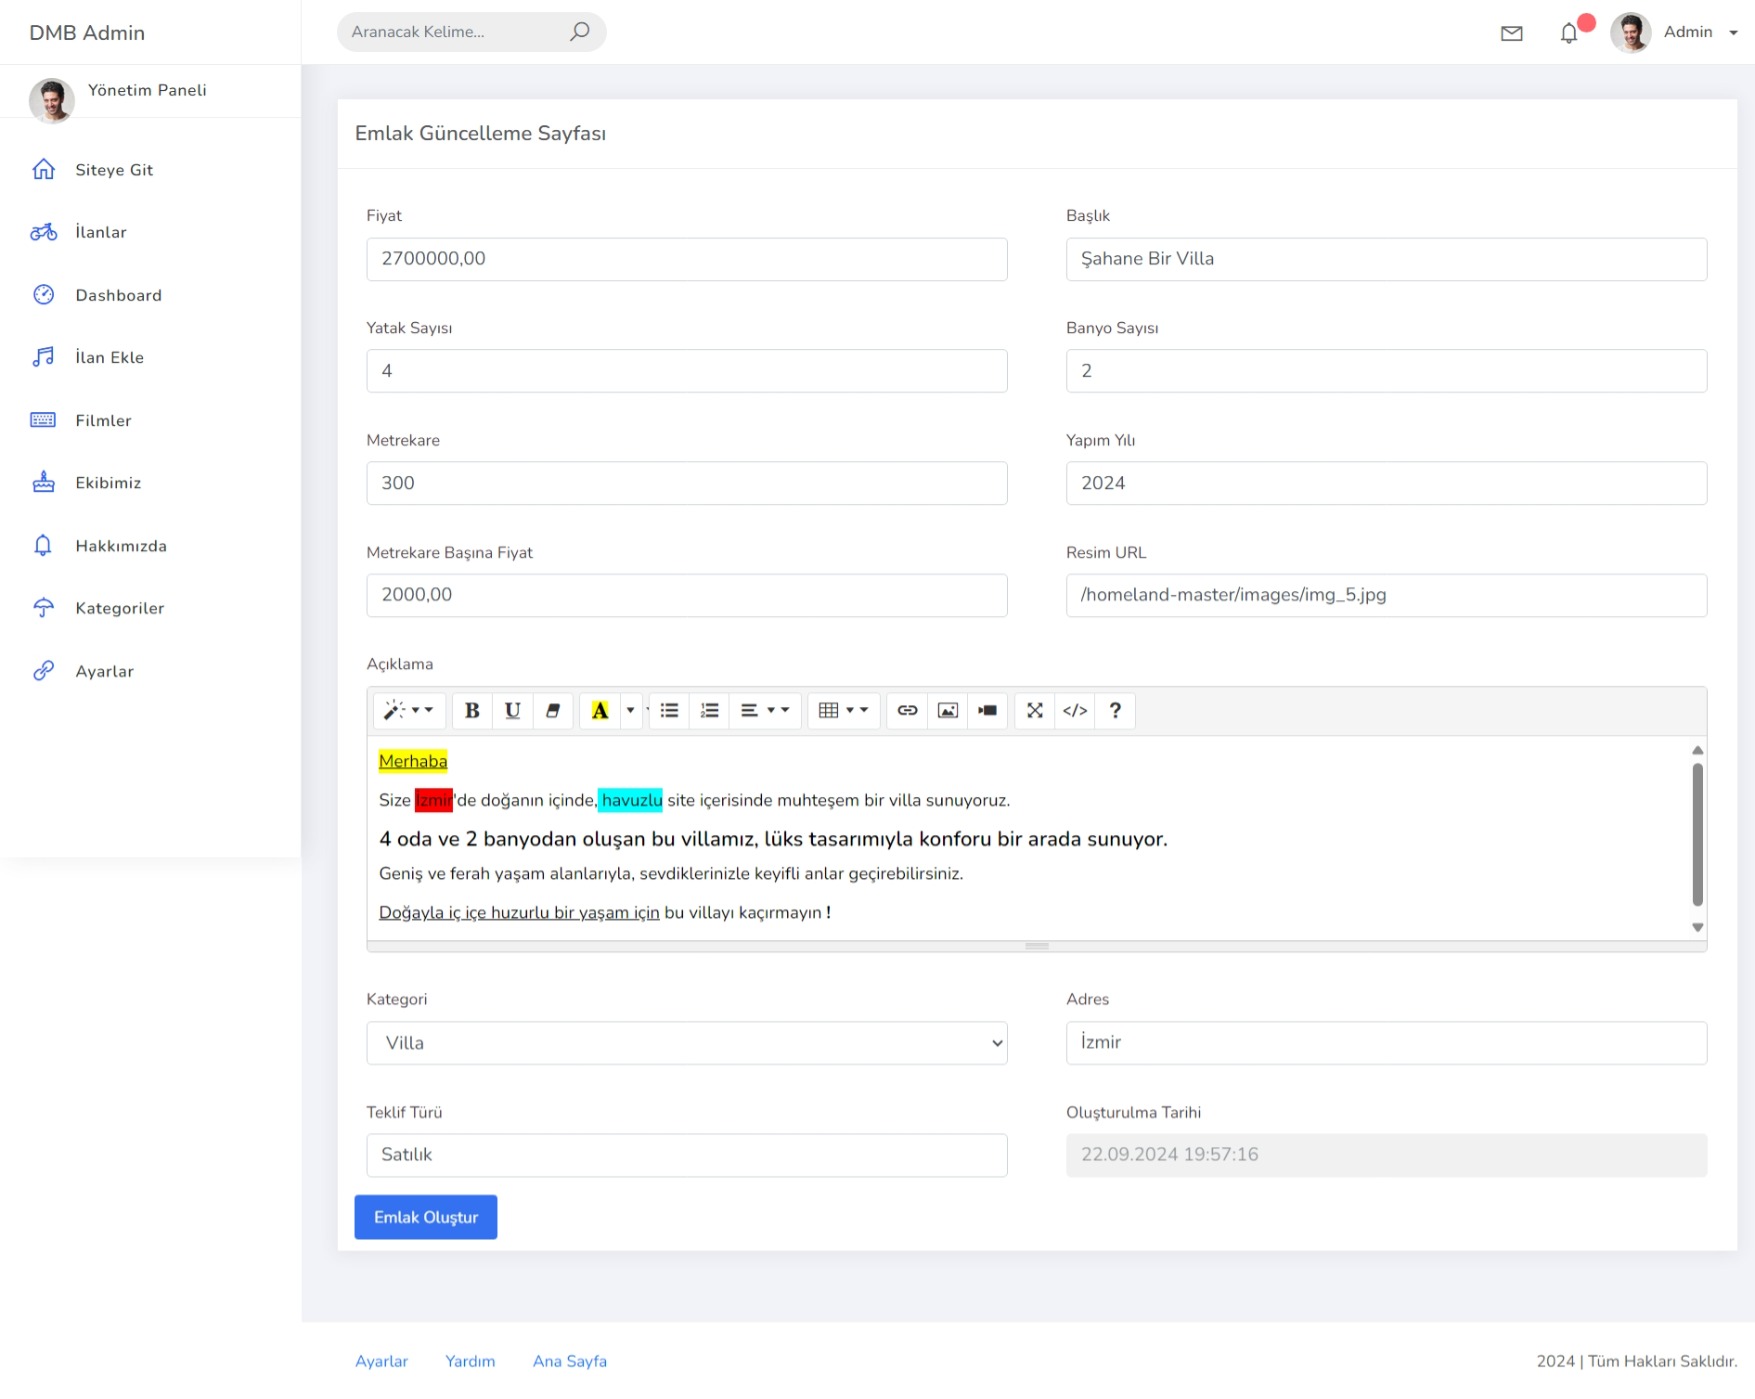 DMB Admin
Aranacak Kelime...
Admin
Yönetim Paneli
Siteye Git
İlanlar
Dashboard
İlan Ekle
Filmler
Ekibimiz
Hakkımızda
Kategoriler
Ayarlar
Emlak Güncelleme Sayfası
Fiyat
2700000,00
Başlık
Şahane Bir Villa
Yatak Sayısı
4
Banyo Sayısı
2
Metrekare
300
Yapım Yılı
2024
Metrekare Başına Fiyat
2000,00
Resim URL
/homeland-master/images/img_5.jpg
Açıklama
B U A </> ?
Merhaba
Size İzmir'de doğanın içinde, havuzlu site içerisinde muhteşem bir villa sunuyoruz.
4 oda ve 2 banyodan oluşan bu villamız, lüks tasarımıyla konforu bir arada sunuyor.
Geniş ve ferah yaşam alanlarıyla, sevdiklerinizle keyifli anlar geçirebilirsiniz.
Doğayla iç içe huzurlu bir yaşam için bu villayı kaçırmayın !
Kategori
Villa
Adres
İzmir
Teklif Türü
Satılık
Oluşturulma Tarihi
22.09.2024 19:57:16
Emlak Oluştur
Ayarlar Yardım Ana Sayfa
2024 | Tüm Hakları Saklıdır.